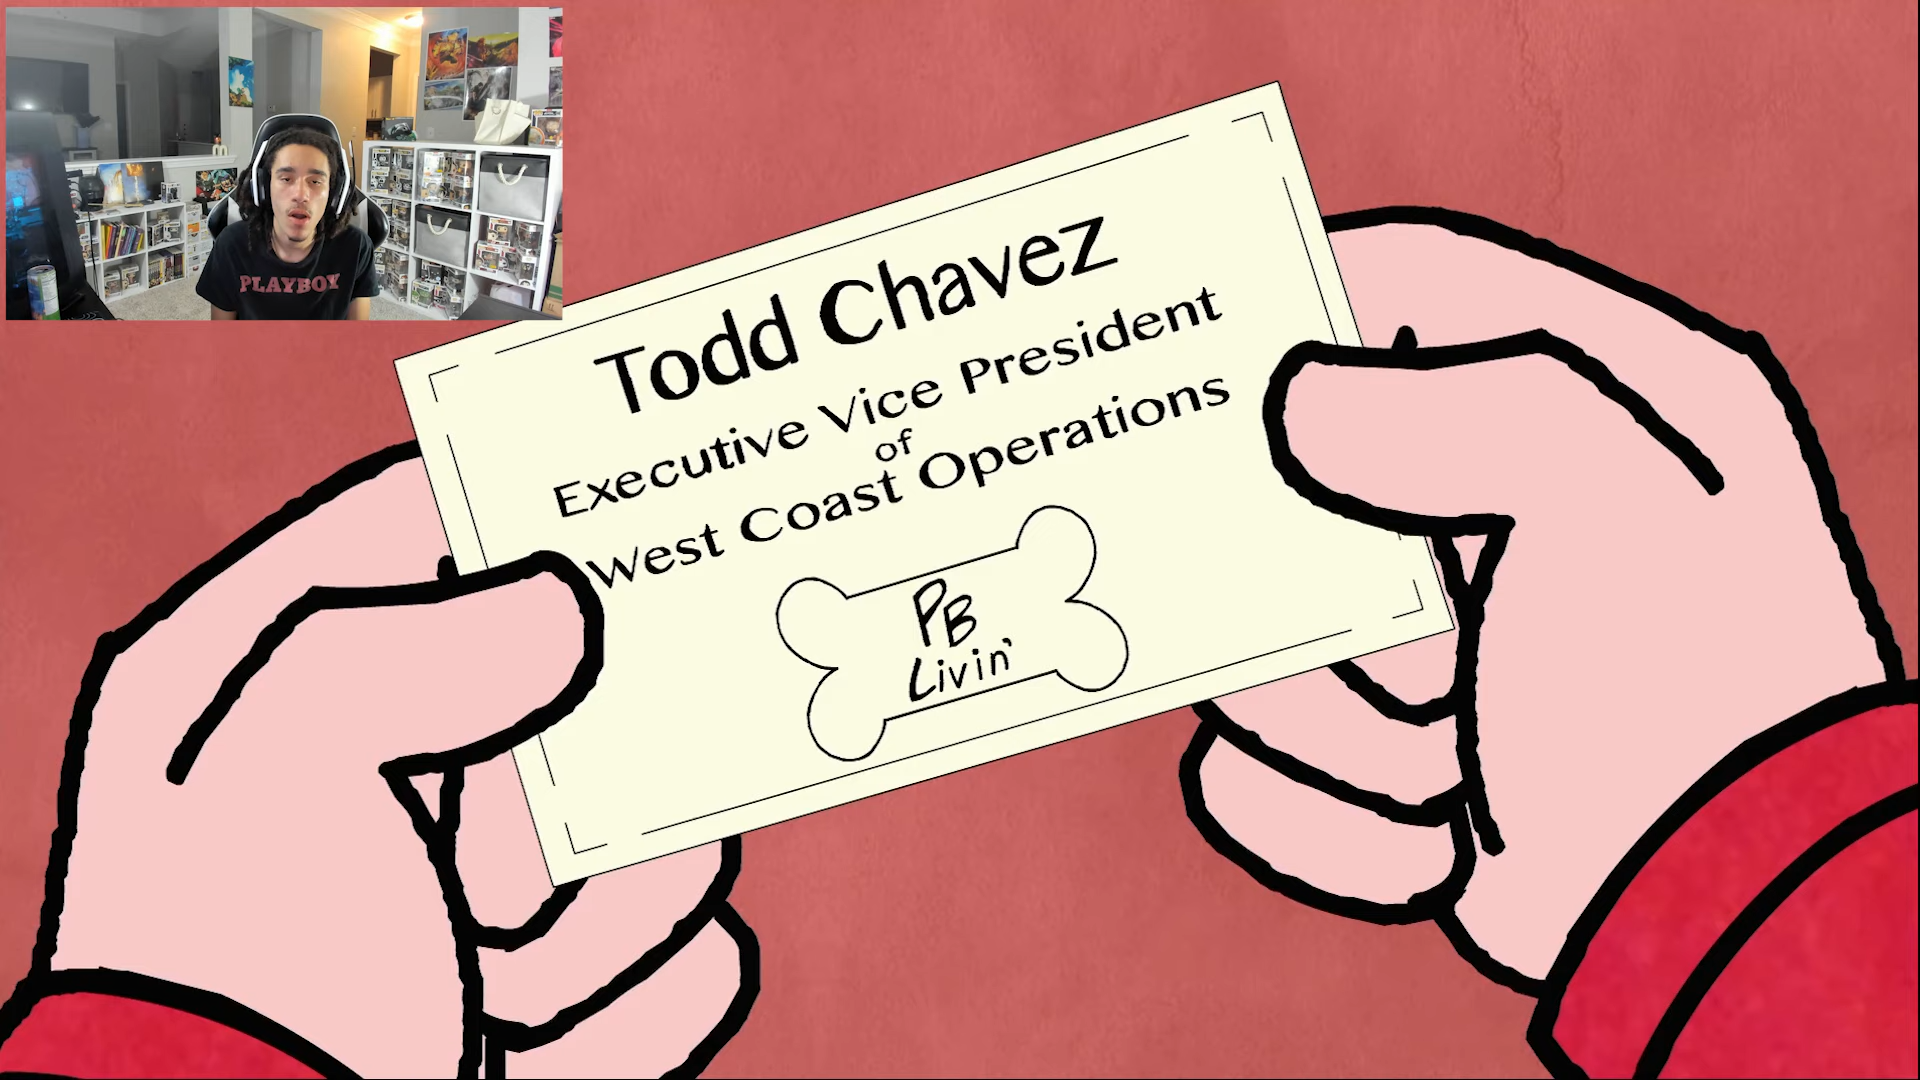 PLAYBOY
Todd Chavez
Executive Vice President
of
West Coast Operations
PB
Livin'